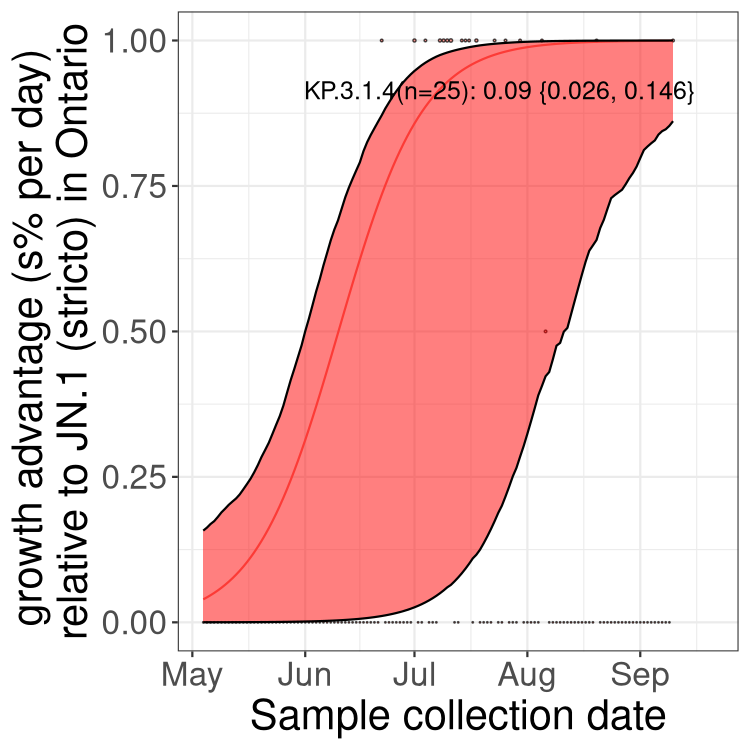 growth advantage (s% per day)
relative to JN.1 (stricto) in Ontario
1.00
0.75
0.50
0.25
0.00
KP.3.1.4(n=25): 0.09 {0.026, 0.146}
May Jun Jul Aug Sep
Sample collection date